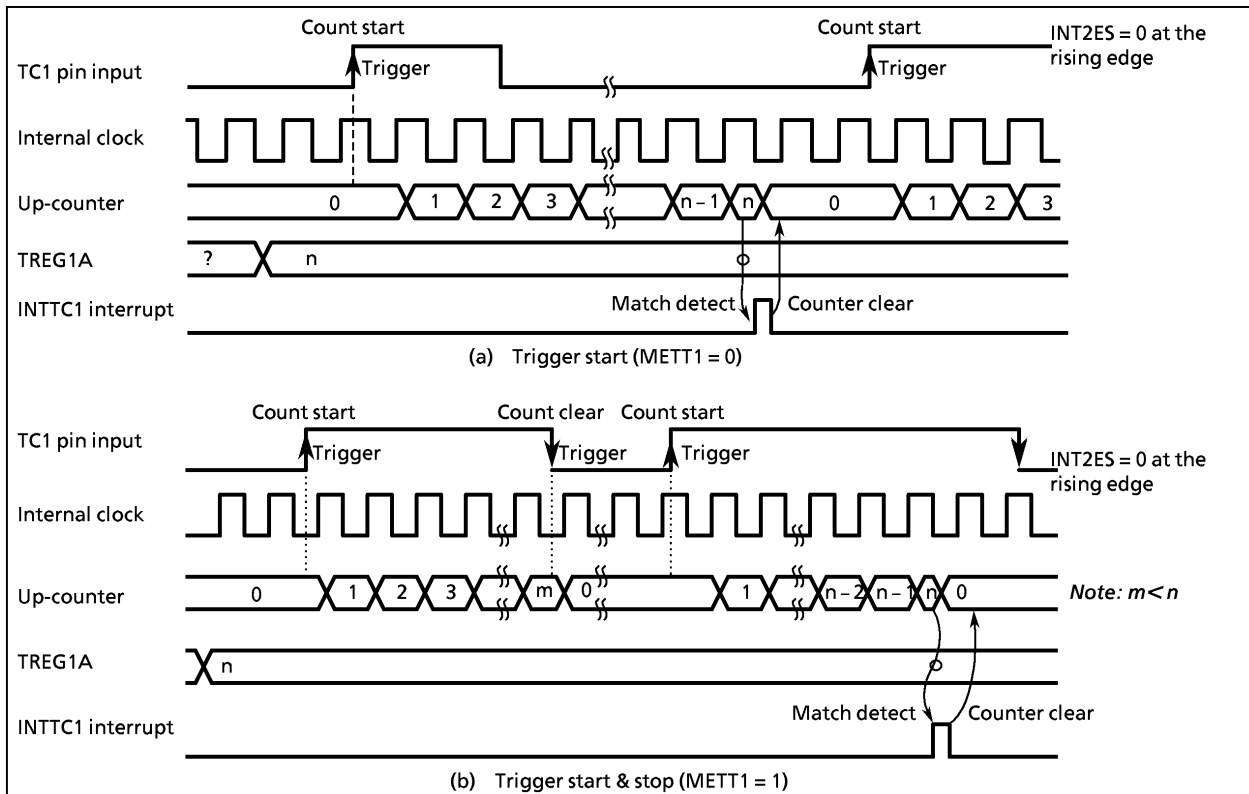 Count start
Count start
INT2ES = 0 at the
rising edge
TC1 pin input
Trigger
Trigger
Internal clock
Up-counter
0
1
2
3
n – 1
n
0
1
2
3
TREG1A
?
n
INTTC1 interrupt
Match detect
Counter clear
(a) Trigger start (METT1 = 0)
Count start
Count clear
Count start
TC1 pin input
Trigger
Trigger
Trigger
INT2ES = 0 at the
rising edge
Internal clock
Up-counter
0
1
2
3
m
0
1
n – 2
n – 1
n
0
Note: m < n
TREG1A
n
Match detect
Counter clear
INTTC1 interrupt
(b) Trigger start & stop (METT1 = 1)